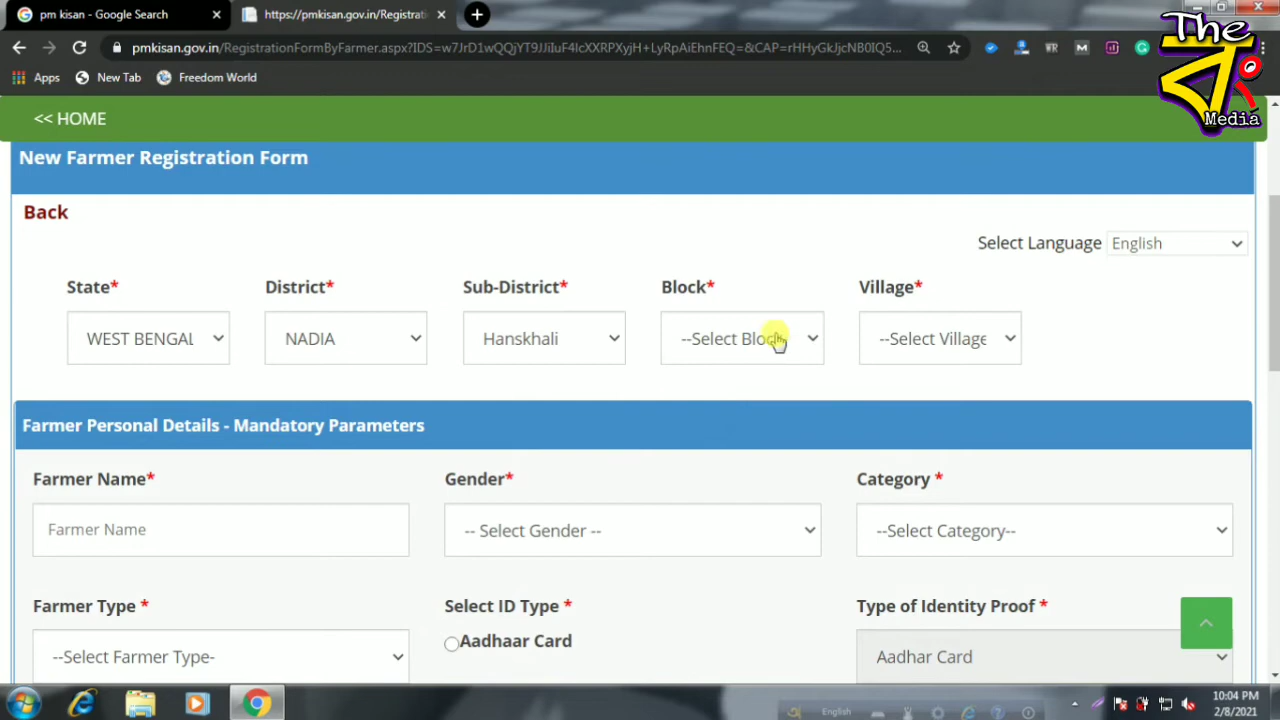 pm kisan - Google Search
https://pmkisan.gov.in/Registrati
pmkisan.gov.in/RegistrationFormByFarmer.aspx?IDS=w7JrD1wQQjYT9JJiIuF4IcXXRPXyjH+LyRpAiEhnFEQ=&CAP=rHHyGkJjcNB0IQ5...
Apps
New Tab
Freedom World
The
Media
<< HOME
New Farmer Registration Form
Back
Select Language English
State* District* Sub-District* Block* Village*
WEST BENGAL NADIA Hanskhali --Select Block --Select Village
Farmer Personal Details - Mandatory Parameters
Farmer Name* Gender* Category *
Farmer Name -- Select Gender -- --Select Category--
Farmer Type * Select ID Type * Type of Identity Proof *
--Select Farmer Type- Aadhaar Card Aadhar Card
English
10:04 PM
2/8/2021